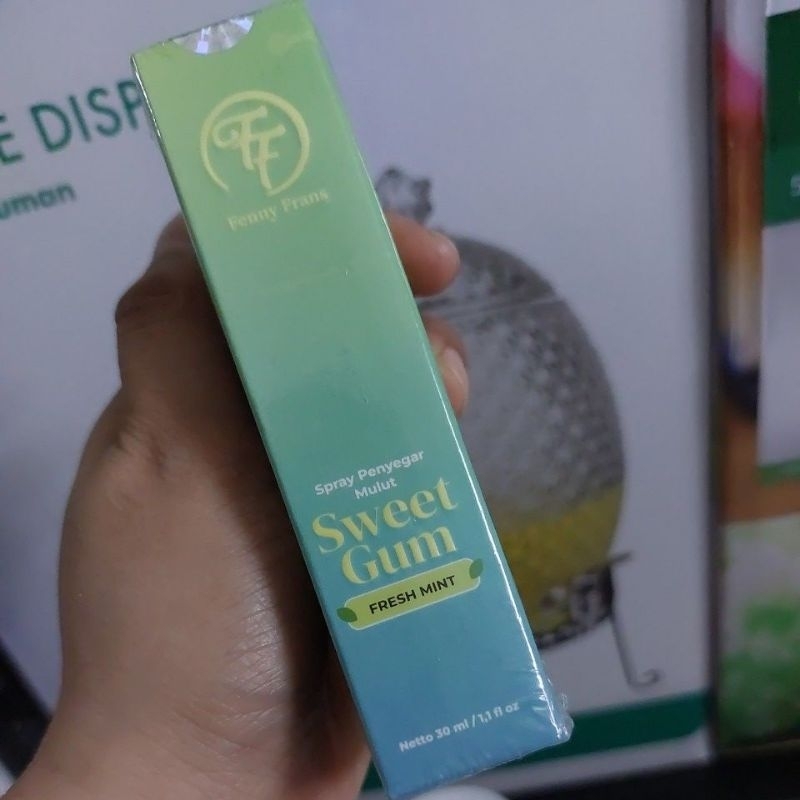 E DISP
uman
FF
Fenny Frans
Spray Penyegar
Mulut
Sweet
Gum
FRESH MINT
Netto 30 ml / 1,1 fl oz